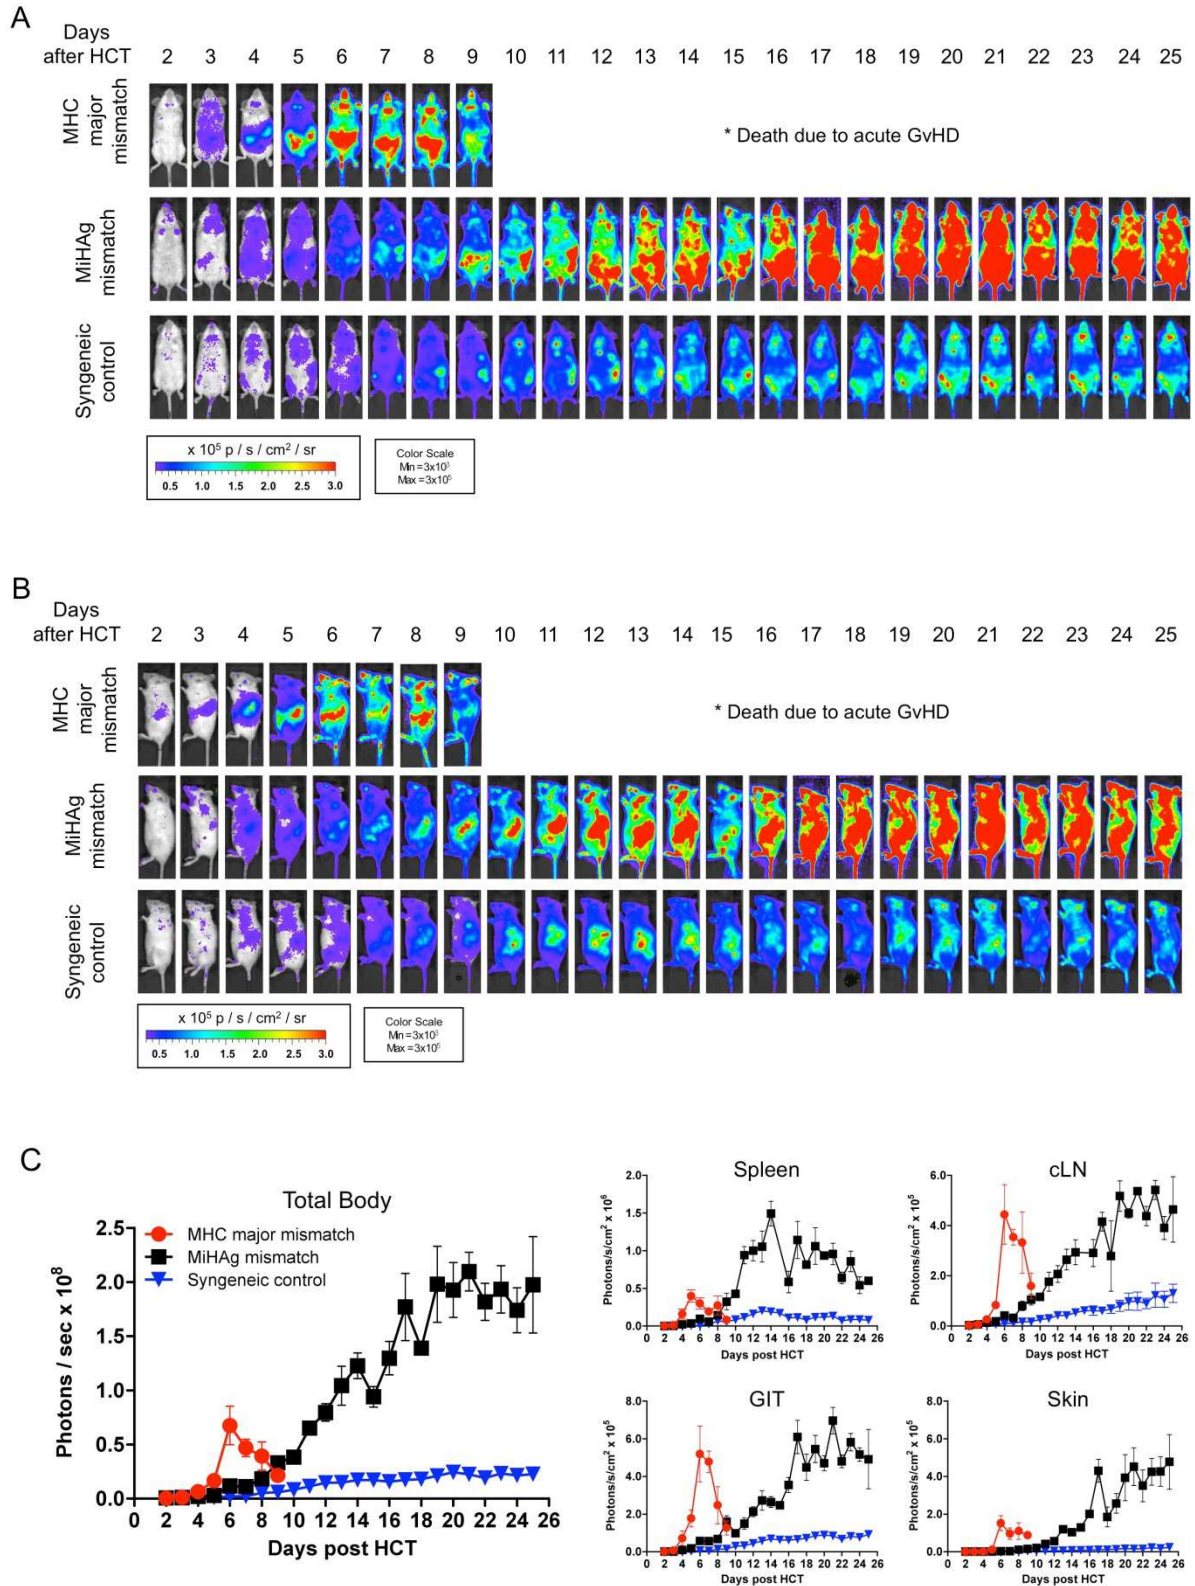 A
Days
after HCT 2 3 4 5 6 7 8 9 10 11 12 13 14 15 16 17 18 19 20 21 22 23 24 25
MHC
major
mismatch
* Death due to acute GvHD
MiHAg
mismatch
Syngeneic
control
x 10⁵ p / s / cm² / sr
0.5 1.0 1.5 2.0 2.5 3.0
Color Scale
Min = 3x10³
Max = 3x10⁵
B
Days
after HCT 2 3 4 5 6 7 8 9 10 11 12 13 14 15 16 17 18 19 20 21 22 23 24 25
MHC
major
mismatch
* Death due to acute GvHD
MiHAg
mismatch
Syngeneic
control
x 10⁵ p / s / cm² / sr
0.5 1.0 1.5 2.0 2.5 3.0
Color Scale
Min = 3x10³
Max = 3x10⁵
C
Total Body
MHC major mismatch
MiHAg mismatch
Syngeneic control
Photons / sec x 10⁸
2.5
2.0
1.5
1.0
0.5
0.0
0 2 4 6 8 10 12 14 16 18 20 22 24 26
Days post HCT
Spleen
Photons/s/cm² x 10⁶
2.0
1.5
1.0
0.5
0.0
0 2 4 6 8 10 12 14 16 18 20 22 24 26
Days post HCT
cLN
Photons/s/cm² x 10⁵
6.0
4.0
2.0
0.0
0 2 4 6 8 10 12 14 16 18 20 22 24 26
Days post HCT
GIT
Photons/s/cm² x 10⁵
8.0
6.0
4.0
2.0
0.0
0 2 4 6 8 10 12 14 16 18 20 22 24 26
Days post HCT
Skin
Photons/s/cm² x 10⁵
8.0
6.0
4.0
2.0
0.0
0 2 4 6 8 10 12 14 16 18 20 22 24 26
Days post HCT